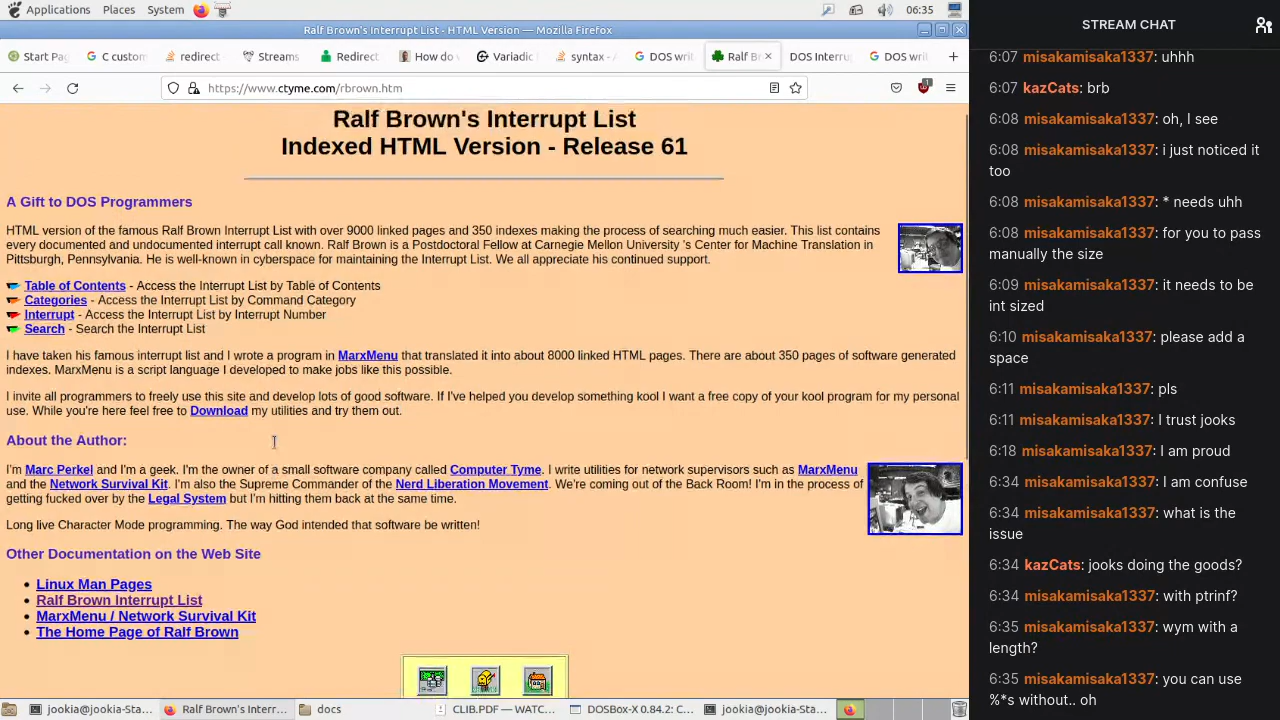 Applications Places System 06:35
Ralf Brown's Interrupt List - HTML Version — Mozilla Firefox
Start Pag C custom redirect Streams Redirect How do Variadic syntax - DOS wri Ralf B DOS Interru DOS wri
https://www.ctyme.com/rbrown.htm
1
Ralf Brown's Interrupt List
Indexed HTML Version - Release 61
A Gift to DOS Programmers
HTML version of the famous Ralf Brown Interrupt List with over 9000 linked pages and 350 indexes making the process of searching much easier. This list contains
every documented and undocumented interrupt call known. Ralf Brown is a Postdoctoral Fellow at Carnegie Mellon University 's Center for Machine Translation in
Pittsburgh, Pennsylvania. He is well-known in cyberspace for maintaining the Interrupt List. We all appreciate his continued support.
Table of Contents - Access the Interrupt List by Table of Contents
Categories - Access the Interrupt List by Command Category
Interrupt - Access the Interrupt List by Interrupt Number
Search - Search the Interrupt List
I have taken his famous interrupt list and I wrote a program in MarxMenu that translated it into about 8000 linked HTML pages. There are about 350 pages of software generated
indexes. MarxMenu is a script language I developed to make jobs like this possible.
I invite all programmers to freely use this site and develop lots of good software. If I've helped you develop something kool I want a free copy of your kool program for my personal
use. While you're here feel free to Download my utilities and try them out.
About the Author:
I'm Marc Perkel and I'm a geek. I'm the owner of a small software company called Computer Tyme. I write utilities for network supervisors such as MarxMenu
and the Network Survival Kit. I'm also the Supreme Commander of the Nerd Liberation Movement. We're coming out of the Back Room! I'm in the process of
getting fucked over by the Legal System but I'm hitting them back at the same time.
Long live Character Mode programming. The way God intended that software be written!
Other Documentation on the Web Site
• Linux Man Pages
• Ralf Brown Interrupt List
• MarxMenu / Network Survival Kit
• The Home Page of Ralf Brown
jookia@jookia-Sta... Ralf Brown's Interr... docs CLIB.PDF — WATC... DOSBox-X 0.84.2: C... jookia@jookia-Sta...
STREAM CHAT
6:07 misakamisaka1337: uhhh
6:07 kazCats: brb
6:08 misakamisaka1337: oh, I see
6:08 misakamisaka1337: i just noticed it
too
6:08 misakamisaka1337: * needs uhh
6:08 misakamisaka1337: for you to pass
manually the size
6:09 misakamisaka1337: it needs to be
int sized
6:10 misakamisaka1337: please add a
space
6:11 misakamisaka1337: pls
6:11 misakamisaka1337: I trust jooks
6:18 misakamisaka1337: I am proud
6:34 misakamisaka1337: I am confuse
6:34 misakamisaka1337: what is the
issue
6:34 kazCats: jooks doing the goods?
6:34 misakamisaka1337: with ptrinf?
6:35 misakamisaka1337: wym with a
length?
6:35 misakamisaka1337: you can use
%*s without.. oh